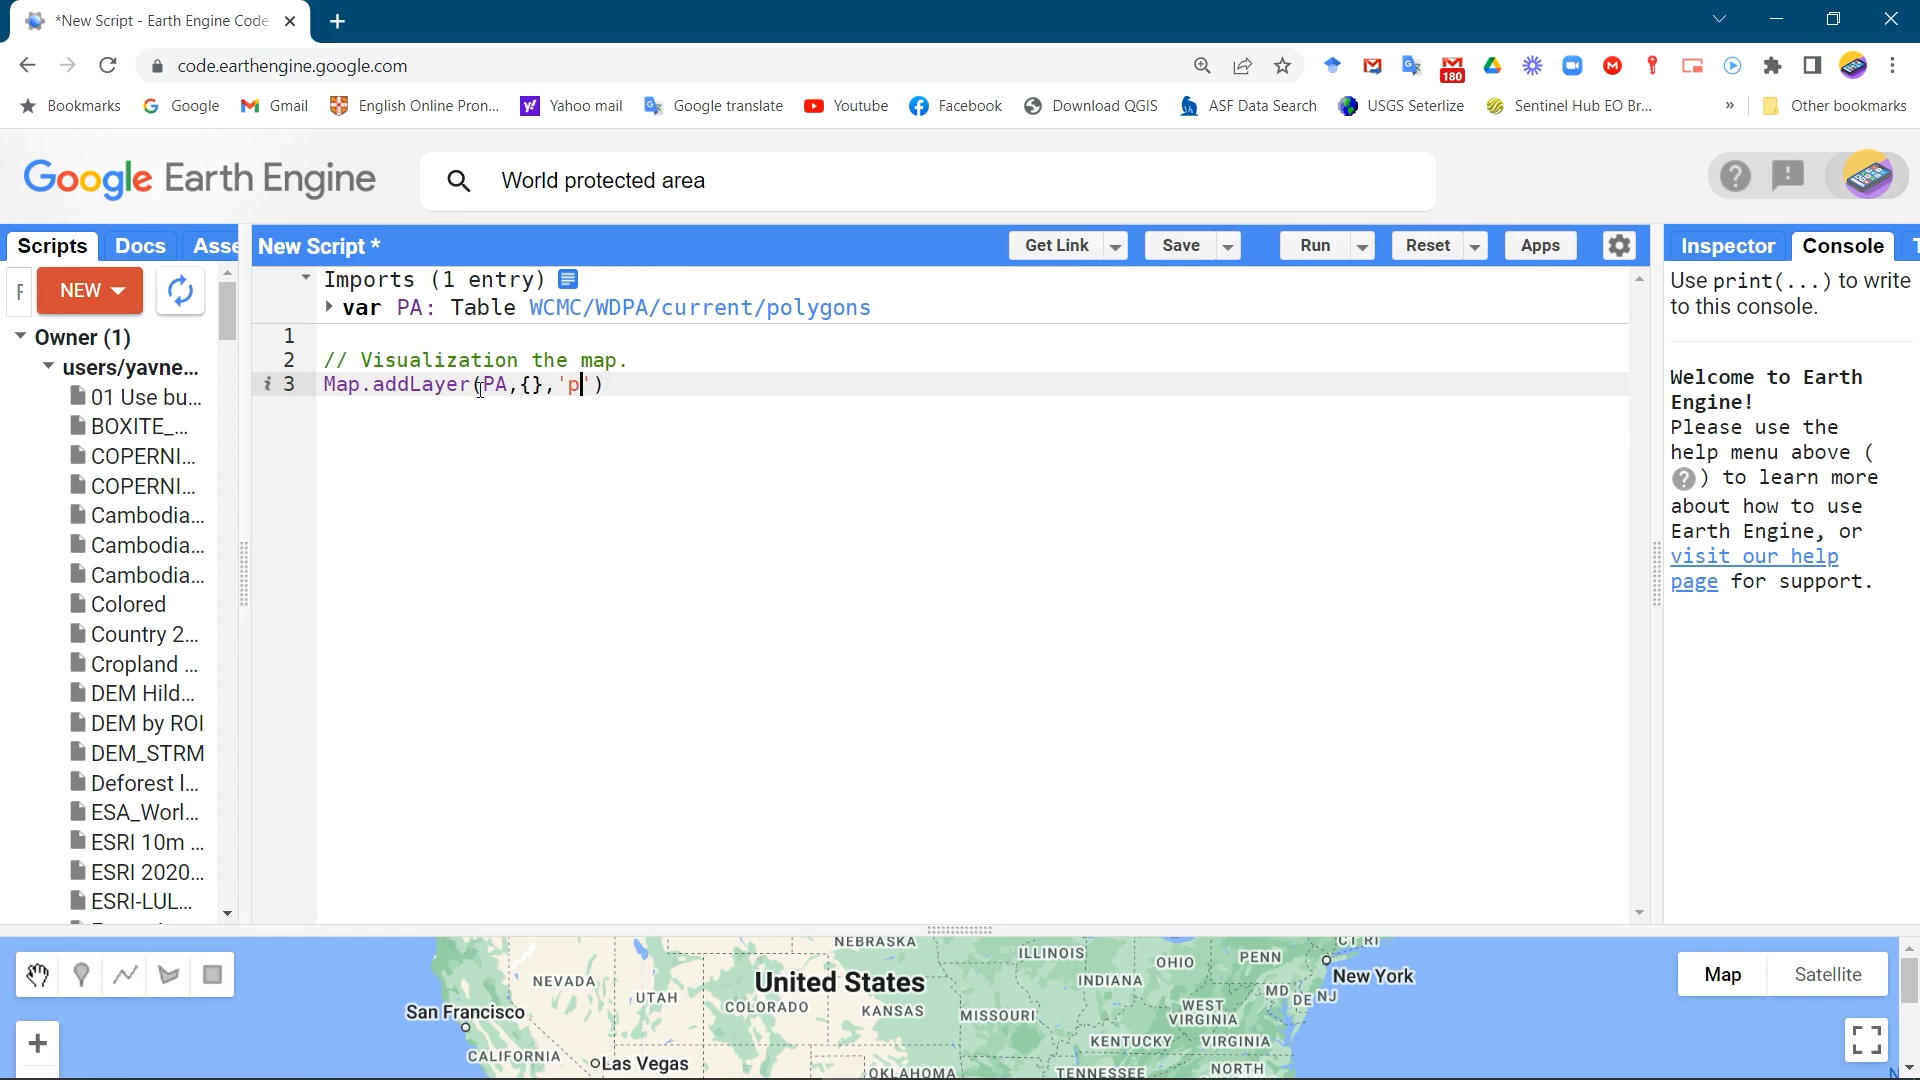 *New Script - Earth Engine Code
code.earthengine.google.com
180
Bookmarks
Google
Gmail
English Online Pron...
Yahoo mail
Google translate
Youtube
Facebook
Download QGIS
ASF Data Search
USGS Seterlize
Sentinel Hub EO Br...
»
Other bookmarks
Google Earth Engine
World protected area
Scripts
Docs
Asse
New Script *
Get Link
Save
Run
Reset
Apps
Inspector
Console
NEW
Owner (1)
users/yavne...
01 Use bu...
BOXITE_...
COPERNI...
COPERNI...
Cambodia...
Cambodia...
Cambodia...
Colored
Country 2...
Cropland ...
DEM Hild...
DEM by ROI
DEM_STRM
Deforest l...
ESA_Worl...
ESRI 10m ...
ESRI 2020...
ESRI-LUL...
Imports (1 entry)
var PA: Table WCMC/WDPA/current/polygons
1
2 // Visualization the map.
i 3 Map.addLayer(PA,{},'p')
Use print(...) to write
to this console.
Welcome to Earth
Engine!
Please use the
help menu above (
?) to learn more
about how to use
Earth Engine, or
visit our help
page for support.
NEBRASKA
ILLINOIS
OHIO
PENN
CT RI
New York
NEVADA
UTAH
United States
COLORADO
KANSAS
INDIANA
MISSOURI
WEST
VIRGINIA
MD
DE
NJ
San Francisco
CALIFORNIA
Las Vegas
KENTUCKY
VIRGINIA
OKLAHOMA
TENNESSEE
NORTH
Map
Satellite